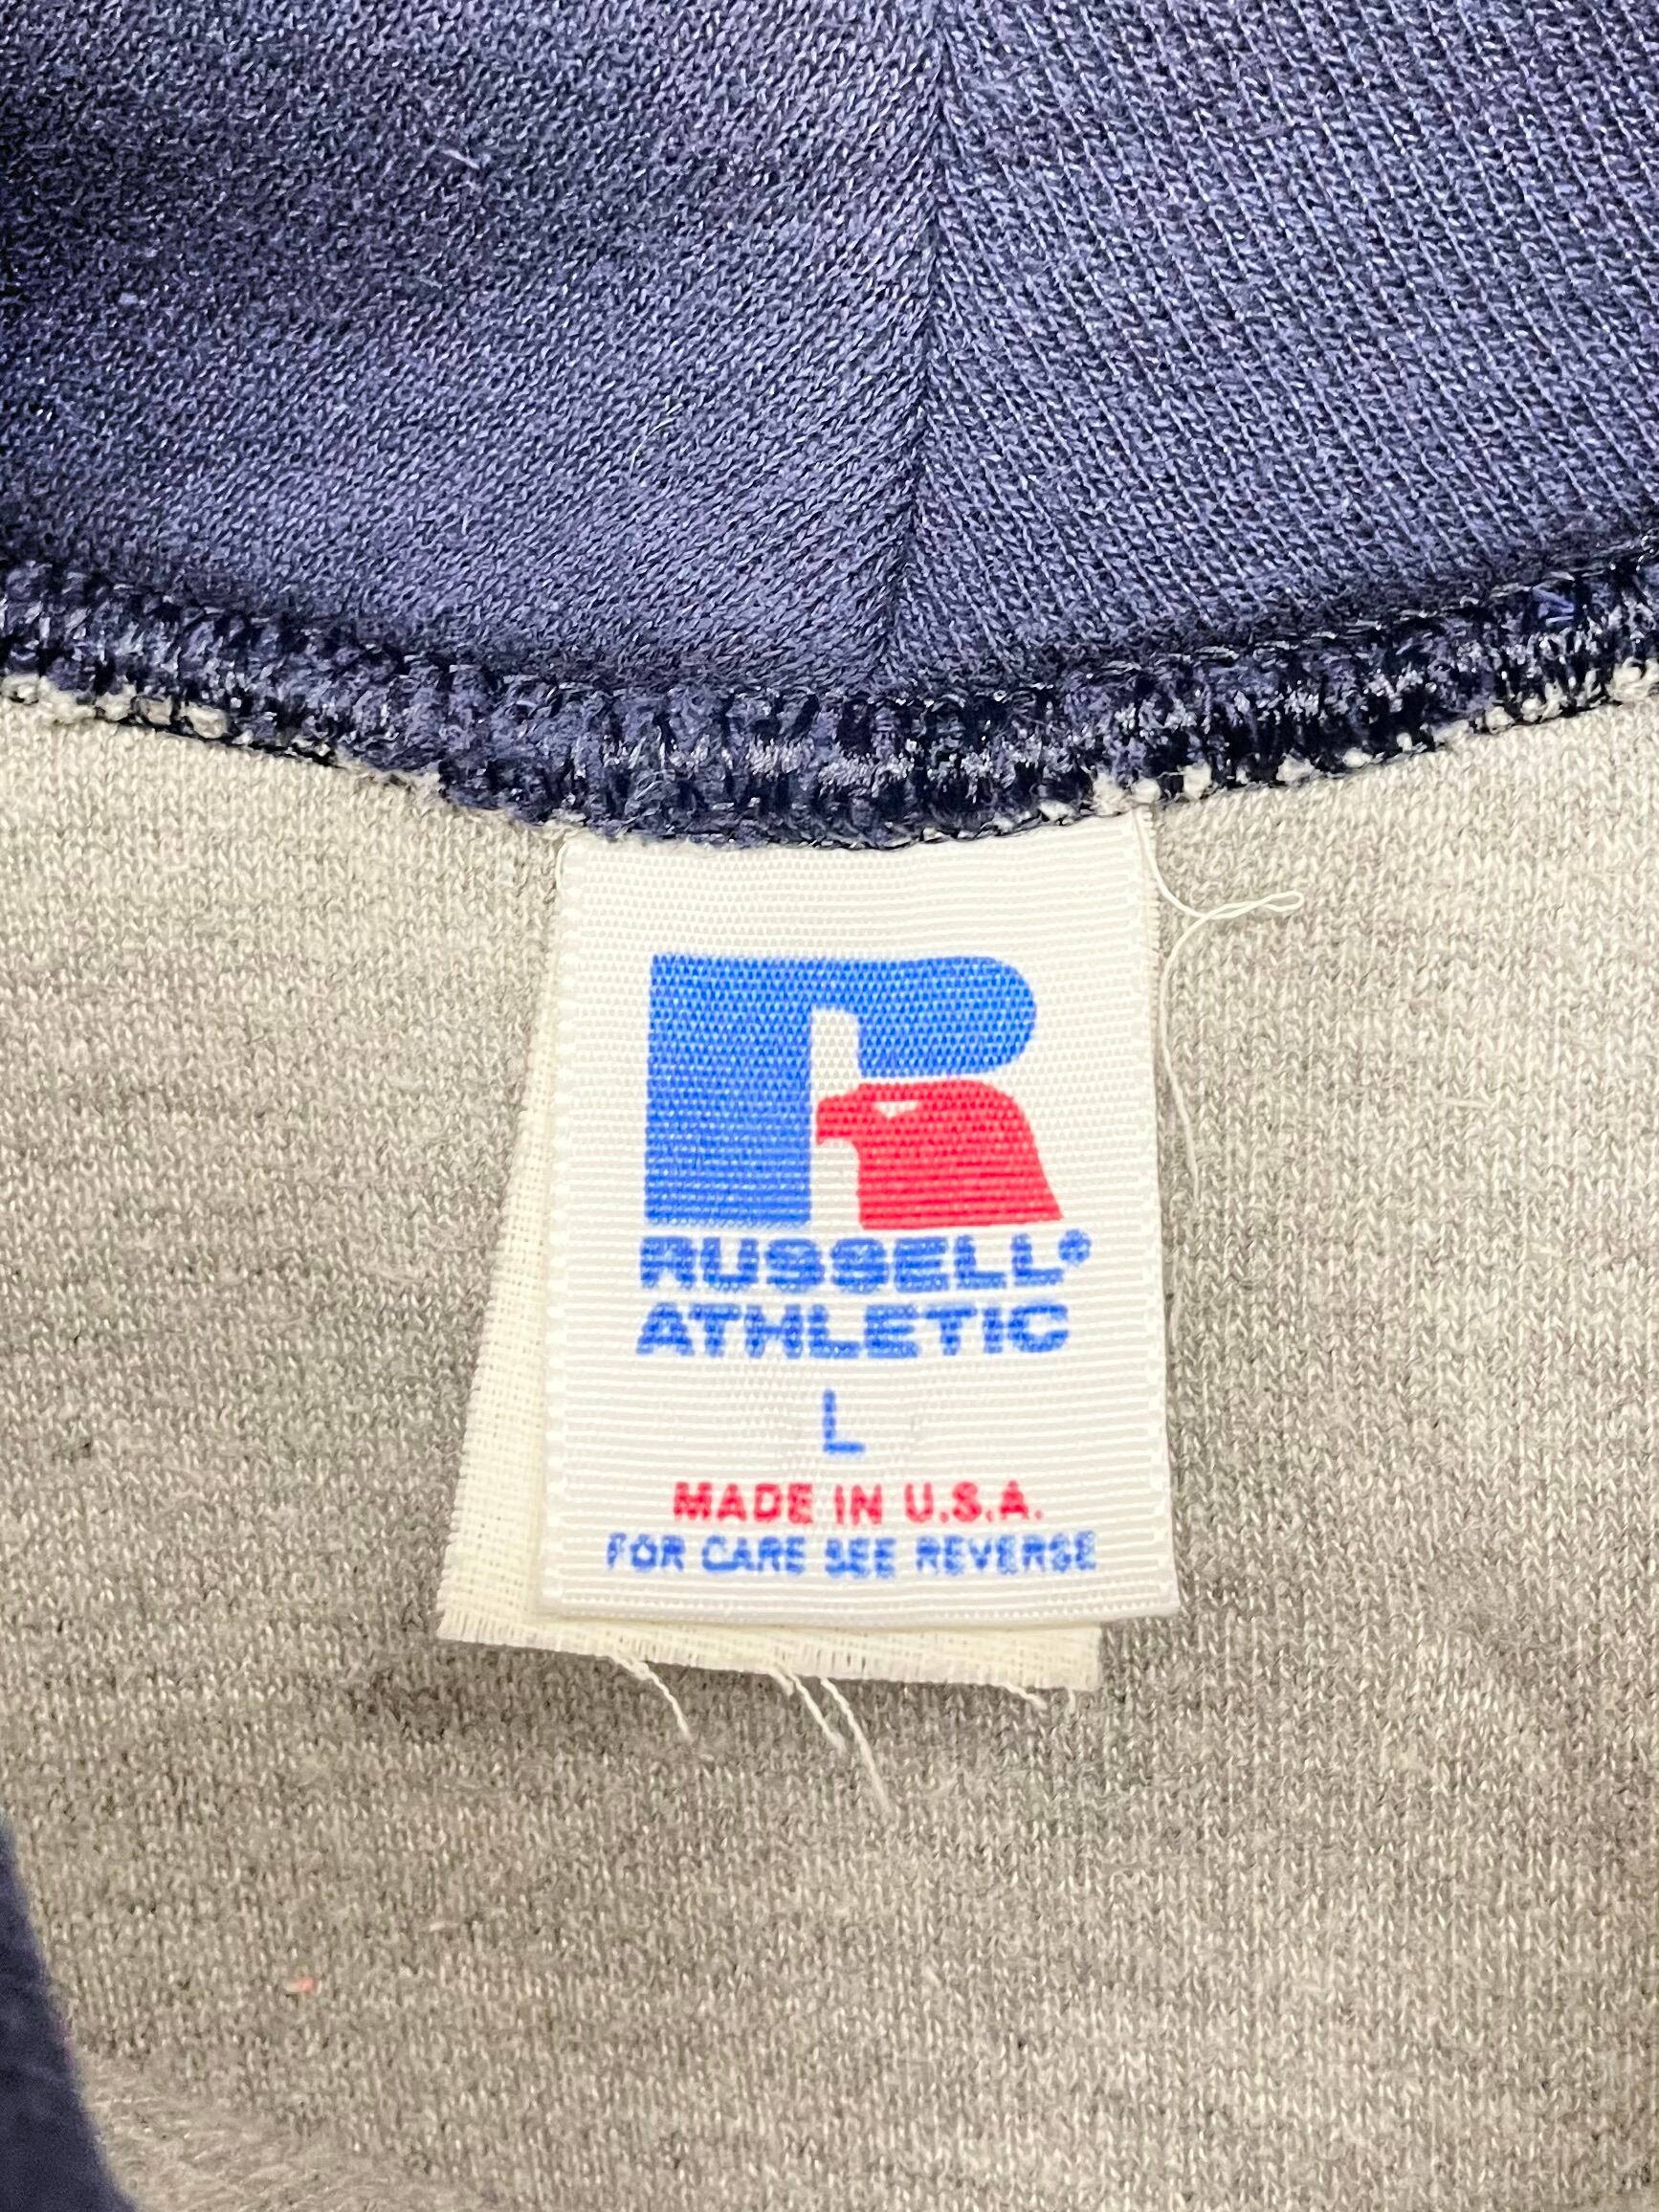 RUSSELL®
ATHLETIC
L
MADE IN U.S.A.
FOR CARE SEE REVERSE